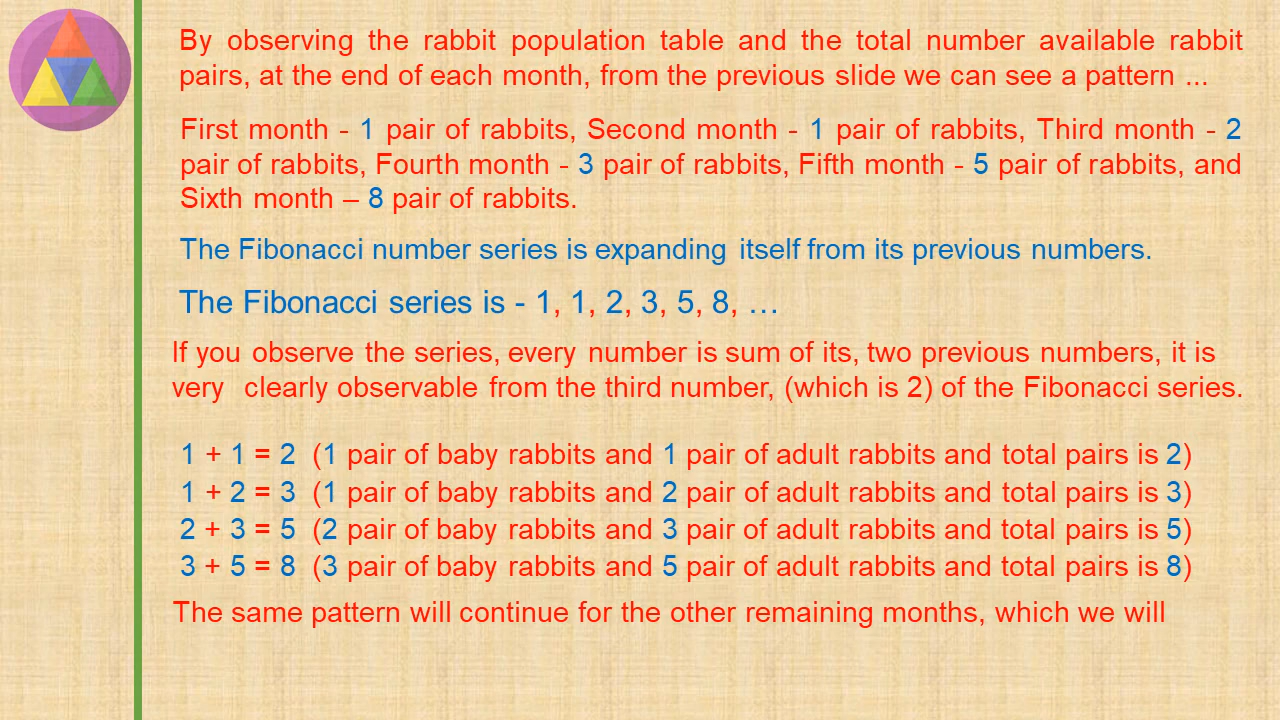 By observing the rabbit population table and the total number available rabbit
pairs, at the end of each month, from the previous slide we can see a pattern ...
First month - 1 pair of rabbits, Second month - 1 pair of rabbits, Third month - 2
pair of rabbits, Fourth month - 3 pair of rabbits, Fifth month - 5 pair of rabbits, and
Sixth month – 8 pair of rabbits.
The Fibonacci number series is expanding itself from its previous numbers.
The Fibonacci series is - 1, 1, 2, 3, 5, 8, …
If you observe the series, every number is sum of its, two previous numbers, it is
very clearly observable from the third number, (which is 2) of the Fibonacci series.
1 + 1 = 2 (1 pair of baby rabbits and 1 pair of adult rabbits and total pairs is 2)
1 + 2 = 3 (1 pair of baby rabbits and 2 pair of adult rabbits and total pairs is 3)
2 + 3 = 5 (2 pair of baby rabbits and 3 pair of adult rabbits and total pairs is 5)
3 + 5 = 8 (3 pair of baby rabbits and 5 pair of adult rabbits and total pairs is 8)
The same pattern will continue for the other remaining months, which we will